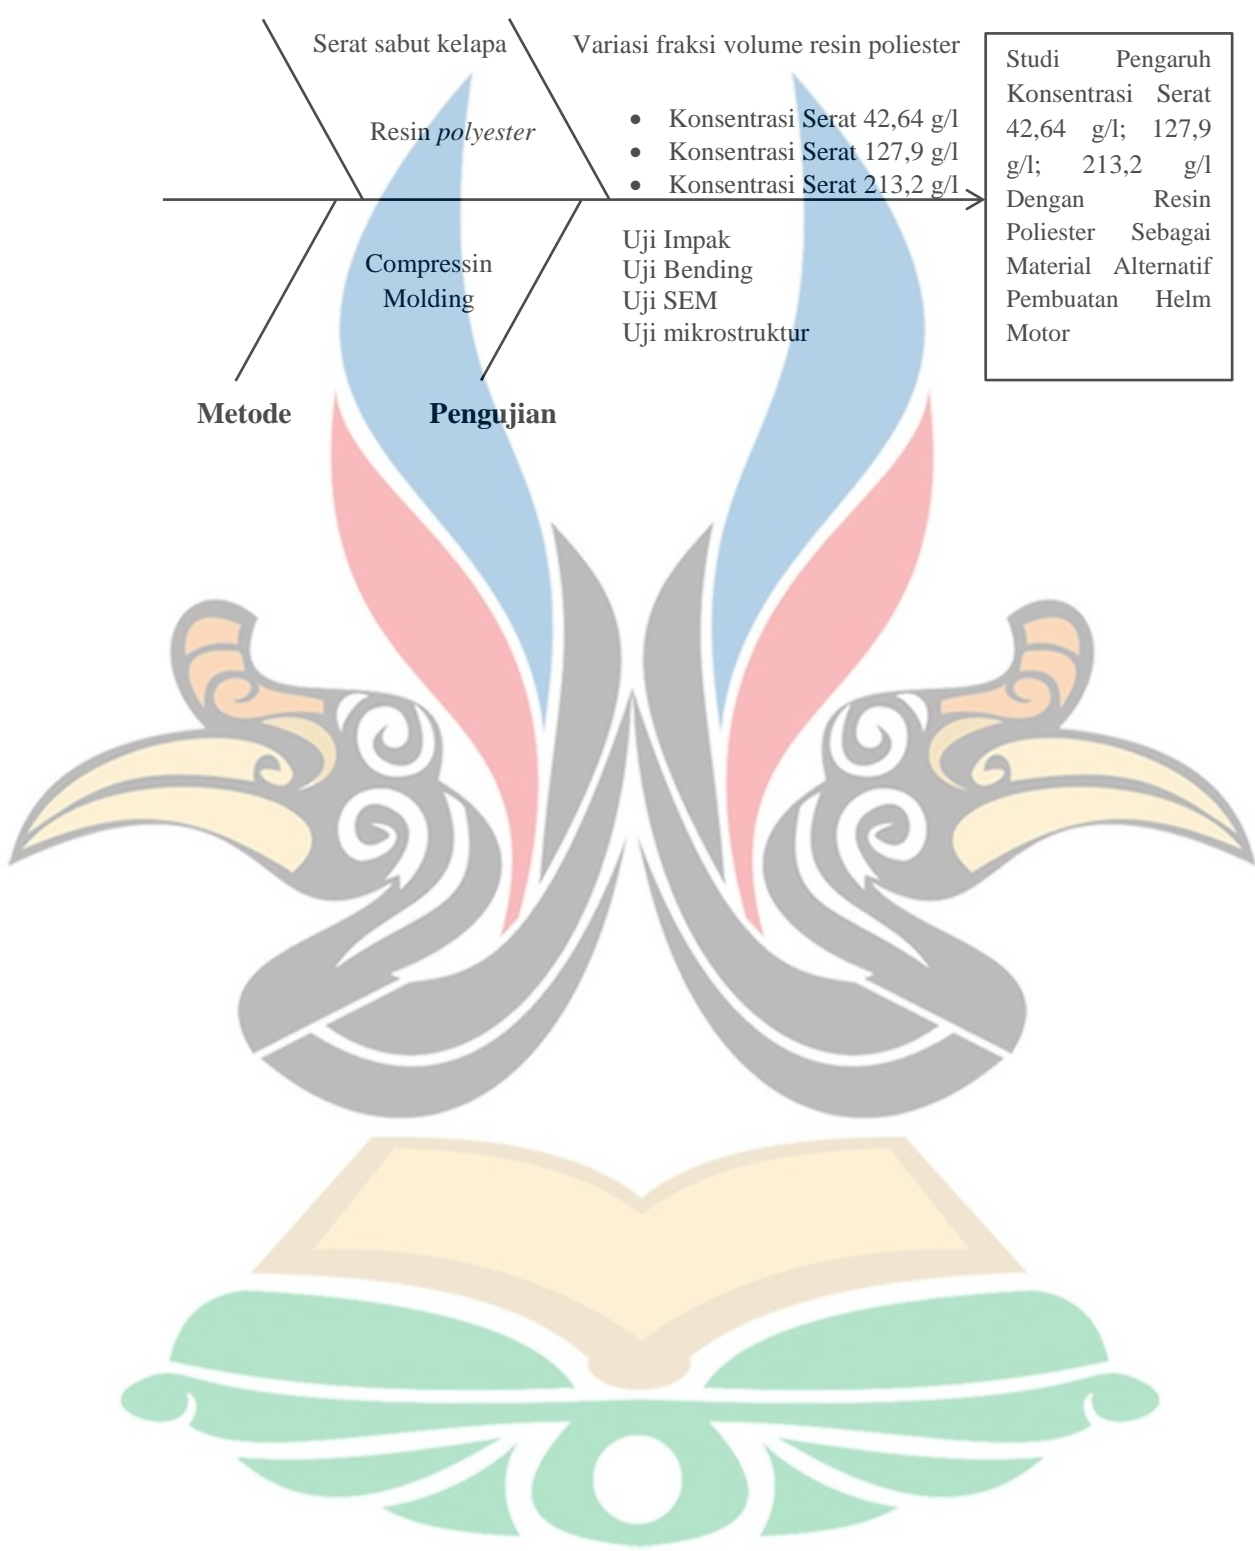 Serat sabut kelapa
Resin polyester
Variasi fraksi volume resin poliester
• Konsentrasi Serat 42,64 g/l
• Konsentrasi Serat 127,9 g/l
• Konsentrasi Serat 213,2 g/l
Compressin
Molding
Uji Impak
Uji Bending
Uji SEM
Uji mikrostruktur
Metode
Pengujian
Studi Pengaruh
Konsentrasi Serat
42,64 g/l; 127,9
g/l; 213,2 g/l
Dengan Resin
Poliester Sebagai
Material Alternatif
Pembuatan Helm
Motor